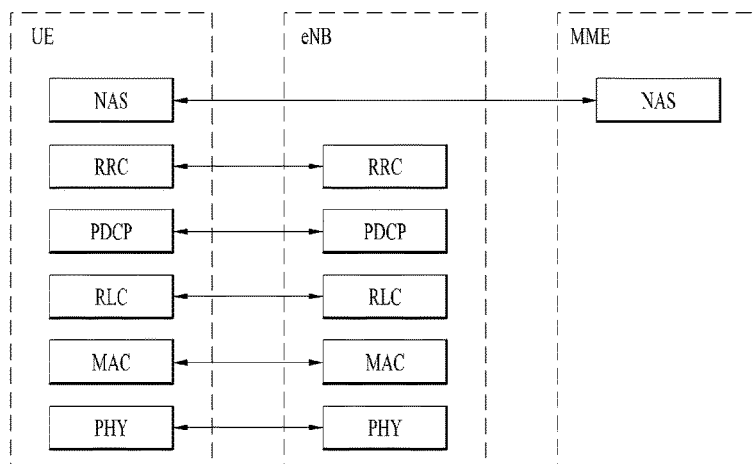 UE
eNB
MME
NAS
NAS
RRC
RRC
PDCP
PDCP
RLC
RLC
MAC
MAC
PHY
PHY